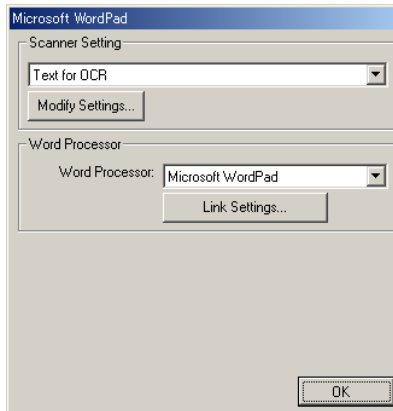 Microsoft WordPad
Scanner Setting
Text for OCR
Modify Settings...
Word Processor
Word Processor: Microsoft WordPad
Link Settings...
OK